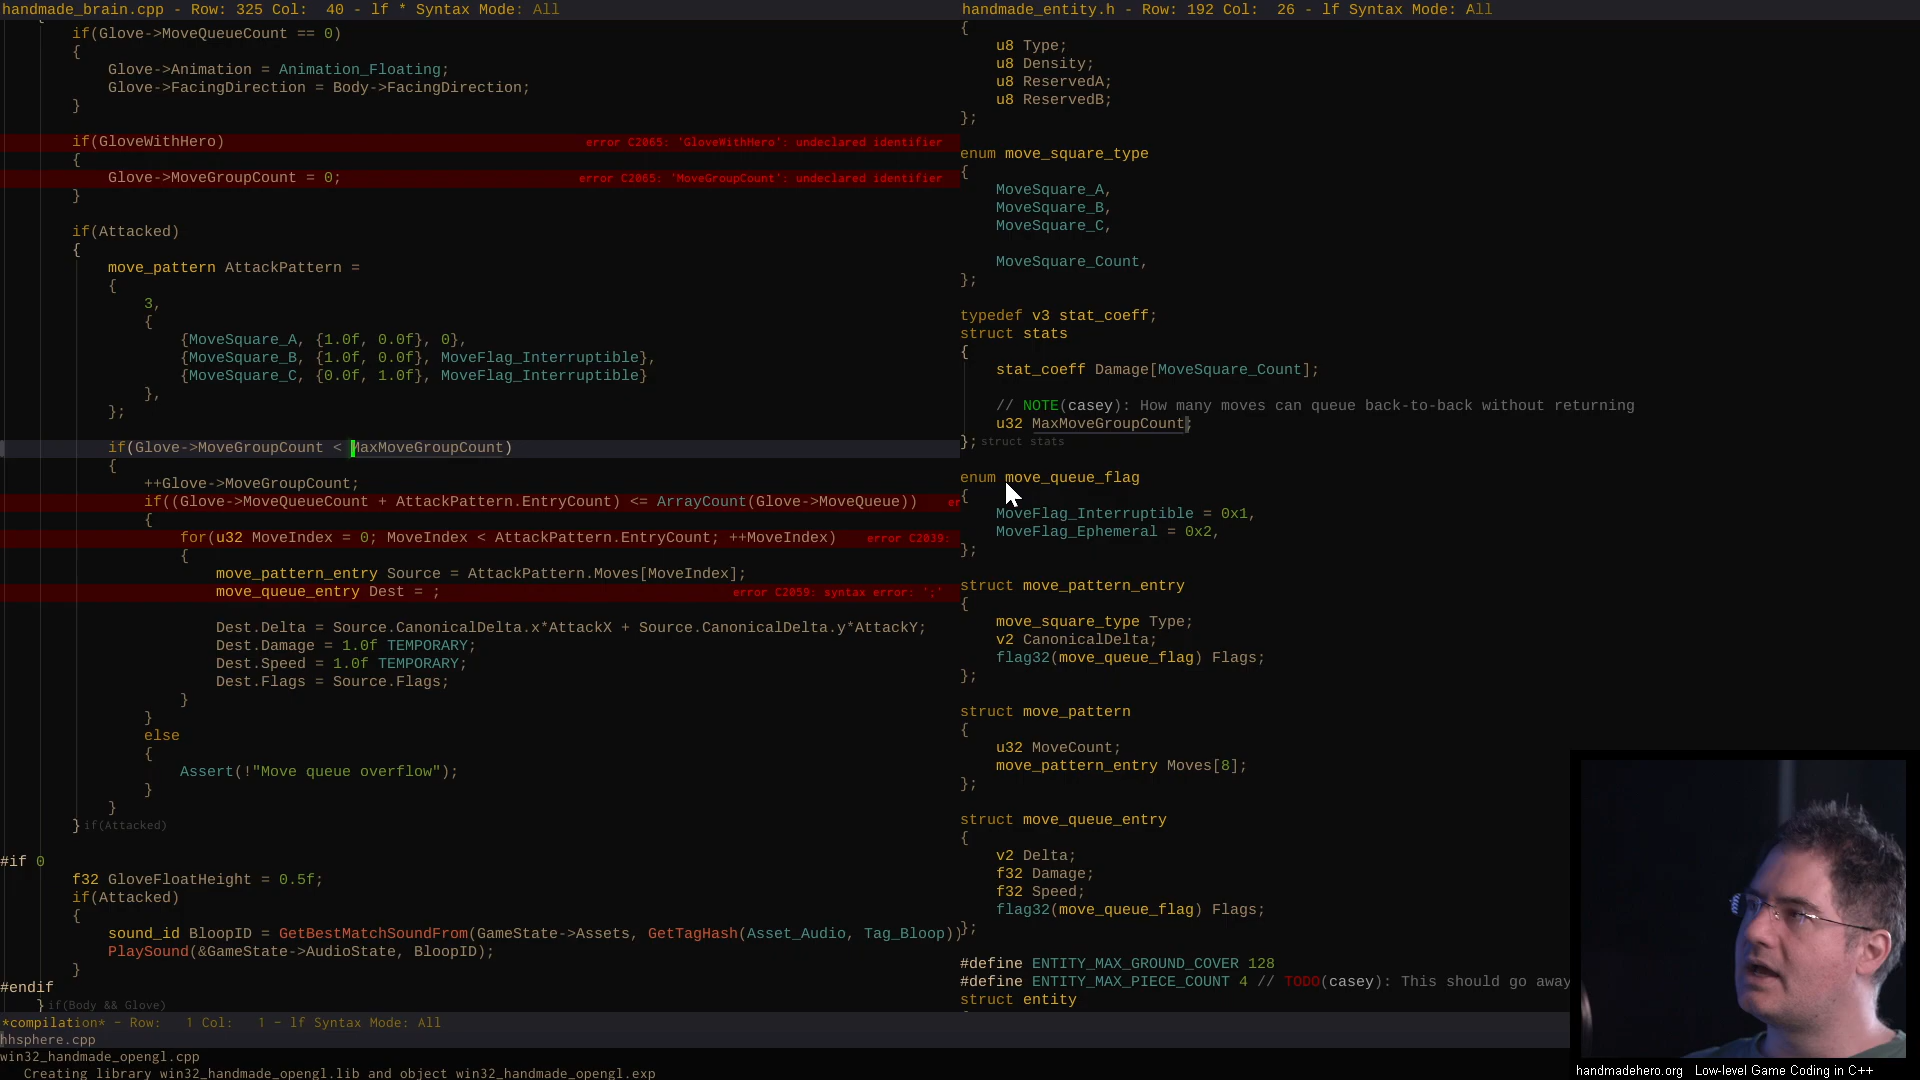 handmade_brain.cpp - Row: 325 Col:  40 - lf * Syntax Mode: All
if(Glove->MoveQueueCount == 0)
{
Glove->Animation = Animation_Floating;
Glove->FacingDirection = Body->FacingDirection;
}
if(GloveWithHero) error C2065: 'GloveWithHero': undeclared identifier
{
Glove->MoveGroupCount = 0; error C2065: 'MoveGroupCount': undeclared identifier
}
if(Attacked)
{
move_pattern AttackPattern =
{
3,
{
{MoveSquare_A, {1.0f, 0.0f}, 0},
{MoveSquare_B, {1.0f, 0.0f}, MoveFlag_Interruptible},
{MoveSquare_C, {0.0f, 1.0f}, MoveFlag_Interruptible}
},
};
if(Glove->MoveGroupCount < MaxMoveGroupCount)
{
++Glove->MoveGroupCount;
if((Glove->MoveQueueCount + AttackPattern.EntryCount) <= ArrayCount(Glove->MoveQueue)) er
{
for(u32 MoveIndex = 0; MoveIndex < AttackPattern.EntryCount; ++MoveIndex) error C2039:
{
move_pattern_entry Source = AttackPattern.Moves[MoveIndex];
move_queue_entry Dest = ; error C2059: syntax error: ';'
Dest.Delta = Source.CanonicalDelta.x*AttackX + Source.CanonicalDelta.y*AttackY;
Dest.Damage = 1.0f TEMPORARY;
Dest.Speed = 1.0f TEMPORARY;
Dest.Flags = Source.Flags;
}
}
else
{
Assert(!"Move queue overflow");
}
}
} if(Attacked)
#if 0
f32 GloveFloatHeight = 0.5f;
if(Attacked)
{
sound_id BloopID = GetBestMatchSoundFrom(GameState->Assets, GetTagHash(Asset_Audio, Tag_Bloop))
PlaySound(&GameState->AudioState, BloopID);
}
#endif
} if(Body && Glove)
handmade_entity.h - Row: 192 Col:  26 - lf Syntax Mode: All
{
u8 Type;
u8 Density;
u8 ReservedA;
u8 ReservedB;
};
enum move_square_type
{
MoveSquare_A,
MoveSquare_B,
MoveSquare_C,
MoveSquare_Count,
};
typedef v3 stat_coeff;
struct stats
{
stat_coeff Damage[MoveSquare_Count];
// NOTE(casey): How many moves can queue back-to-back without returning
u32 MaxMoveGroupCount;
}; struct stats
enum move_queue_flag
{
MoveFlag_Interruptible = 0x1,
MoveFlag_Ephemeral = 0x2,
};
struct move_pattern_entry
{
move_square_type Type;
v2 CanonicalDelta;
flag32(move_queue_flag) Flags;
};
struct move_pattern
{
u32 MoveCount;
move_pattern_entry Moves[8];
};
struct move_queue_entry
{
v2 Delta;
f32 Damage;
f32 Speed;
flag32(move_queue_flag) Flags;
};
#define ENTITY_MAX_GROUND_COVER 128
#define ENTITY_MAX_PIECE_COUNT 4 // TODO(casey): This should go away
struct entity
*compilation* - Row:   1 Col:   1 - lf Syntax Mode: All
hhsphere.cpp
win32_handmade_opengl.cpp
Creating library win32_handmade_opengl.lib and object win32_handmade_opengl.exp
handmadehero.org   Low-level Game Coding in C++